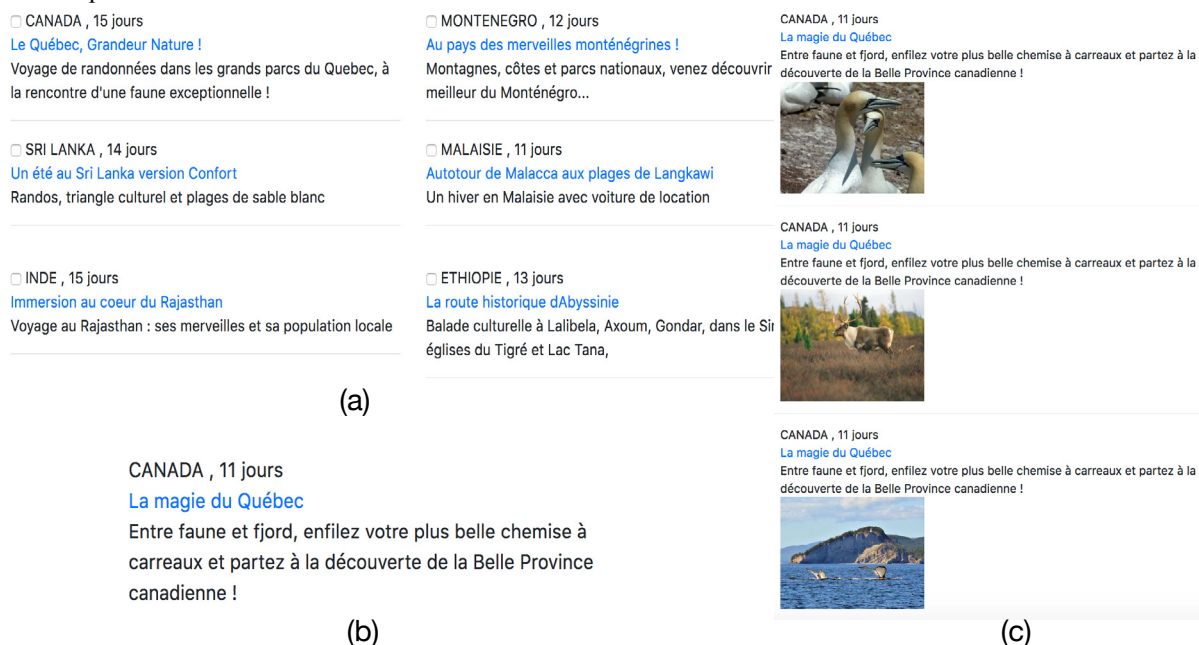 CANADA , 15 jours
Le Québec, Grandeur Nature !
Voyage de randonnées dans les grands parcs du Quebec, à
la rencontre d'une faune exceptionnelle !
SRI LANKA , 14 jours
Un été au Sri Lanka version Confort
Randos, triangle culturel et plages de sable blanc
INDE , 15 jours
Immersion au coeur du Rajasthan
Voyage au Rajasthan : ses merveilles et sa population locale
MONTENEGRO , 12 jours
Au pays des merveilles monténégrines !
Montagnes, côtes et parcs nationaux, venez découvrir
meilleur du Monténégro...
MALAISIE , 11 jours
Autotour de Malacca aux plages de Langkawi
Un hiver en Malaisie avec voiture de location
ETHIOPIE , 13 jours
La route historique dAbyssinie
Balade culturelle à Lalibela, Axoum, Gondar, dans le
églises du Tigré et Lac Tana,
(a)
CANADA , 11 jours
La magie du Québec
Entre faune et fjord, enfilez votre plus belle chemise à
carreaux et partez à la découverte de la Belle Province
canadienne !
(b)
CANADA , 11 jours
La magie du Québec
Entre faune et fjord, enfilez votre plus belle chemise à carreaux et partez à la
découverte de la Belle Province canadienne !
CANADA , 11 jours
La magie du Québec
Entre faune et fjord, enfilez votre plus belle chemise à carreaux et partez à la
découverte de la Belle Province canadienne !
CANADA , 11 jours
La magie du Québec
Entre faune et fjord, enfilez votre plus belle chemise à carreaux et partez à la
découverte de la Belle Province canadienne !
(c)